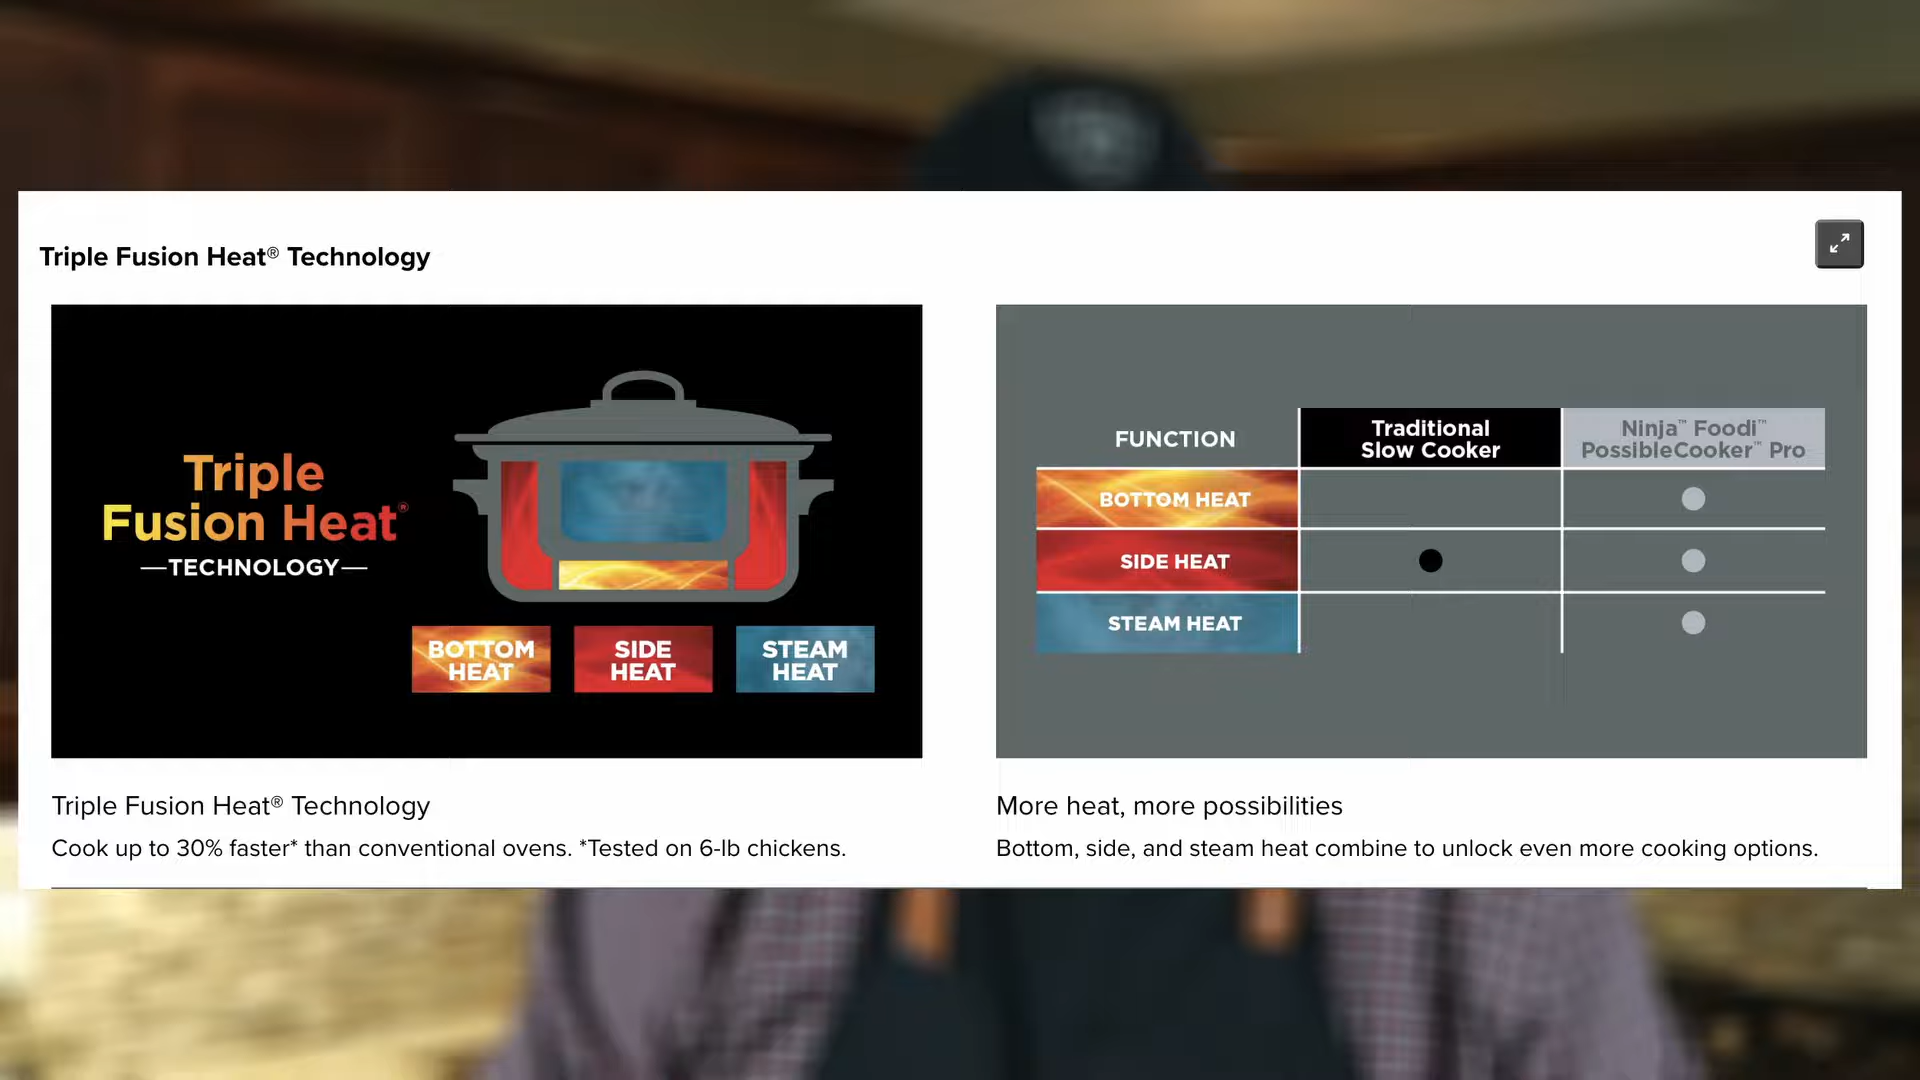 Triple Fusion Heat® Technology
Triple
Fusion Heat®
—TECHNOLOGY—
BOTTOM
HEAT
SIDE
HEAT
STEAM
HEAT
FUNCTION
Traditional
Slow Cooker
Ninja™ Foodi™
PossibleCooker™ Pro
BOTTOM HEAT
SIDE HEAT
STEAM HEAT
Triple Fusion Heat® Technology
Cook up to 30% faster* than conventional ovens. *Tested on 6-lb chickens.
More heat, more possibilities
Bottom, side, and steam heat combine to unlock even more cooking options.